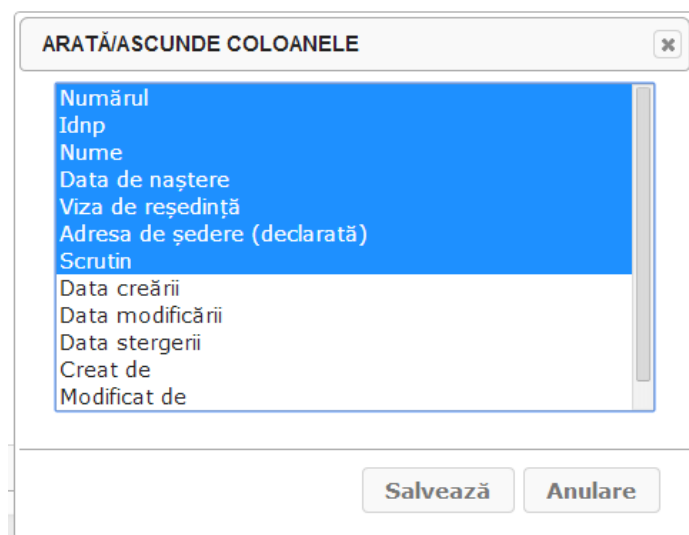 ARATĂ/ASCUNDE COLOANELE
Numărul
Idnp
Nume
Data de naștere
Viza de reședință
Adresa de ședere (declarată)
Scrutin
Data creării
Data modificării
Data stergerii
Creat de
Modificat de
Salvează Anulare